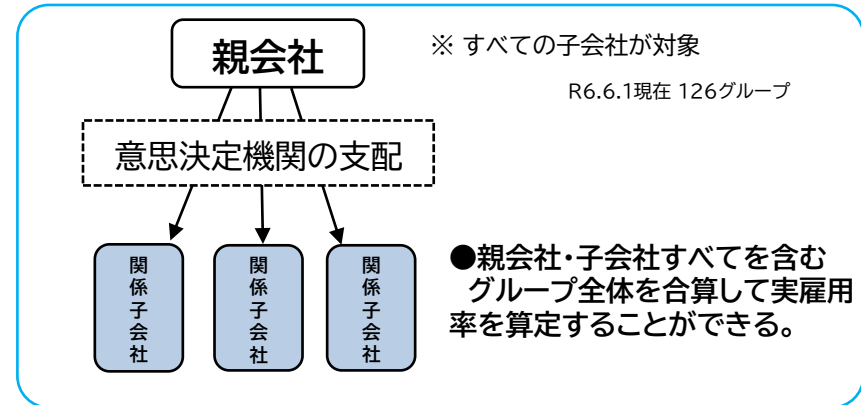 親会社
※ すべての子会社が対象
R6.6.1現在 126グループ
意思決定機関の支配
関係子会社
関係子会社
関係子会社
●親会社・子会社すべてを含む
グループ全体を合算して実雇用
率を算定することができる。